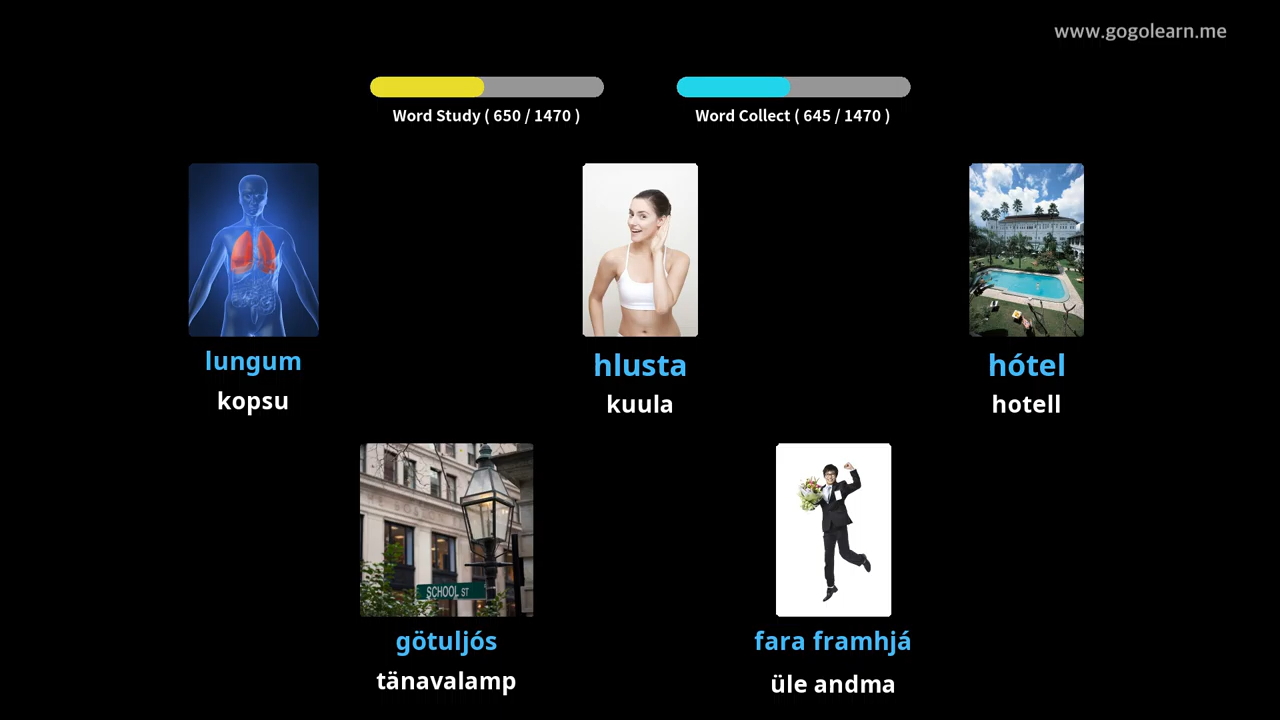 www.gogolearn.me
Word Study ( 650 / 1470 )
Word Collect ( 645 / 1470 )
lungum
kopsu
hlusta
kuula
hótel
hotell
SCHOOL ST
götuljós
tänavalamp
fara framhjá
üle andma